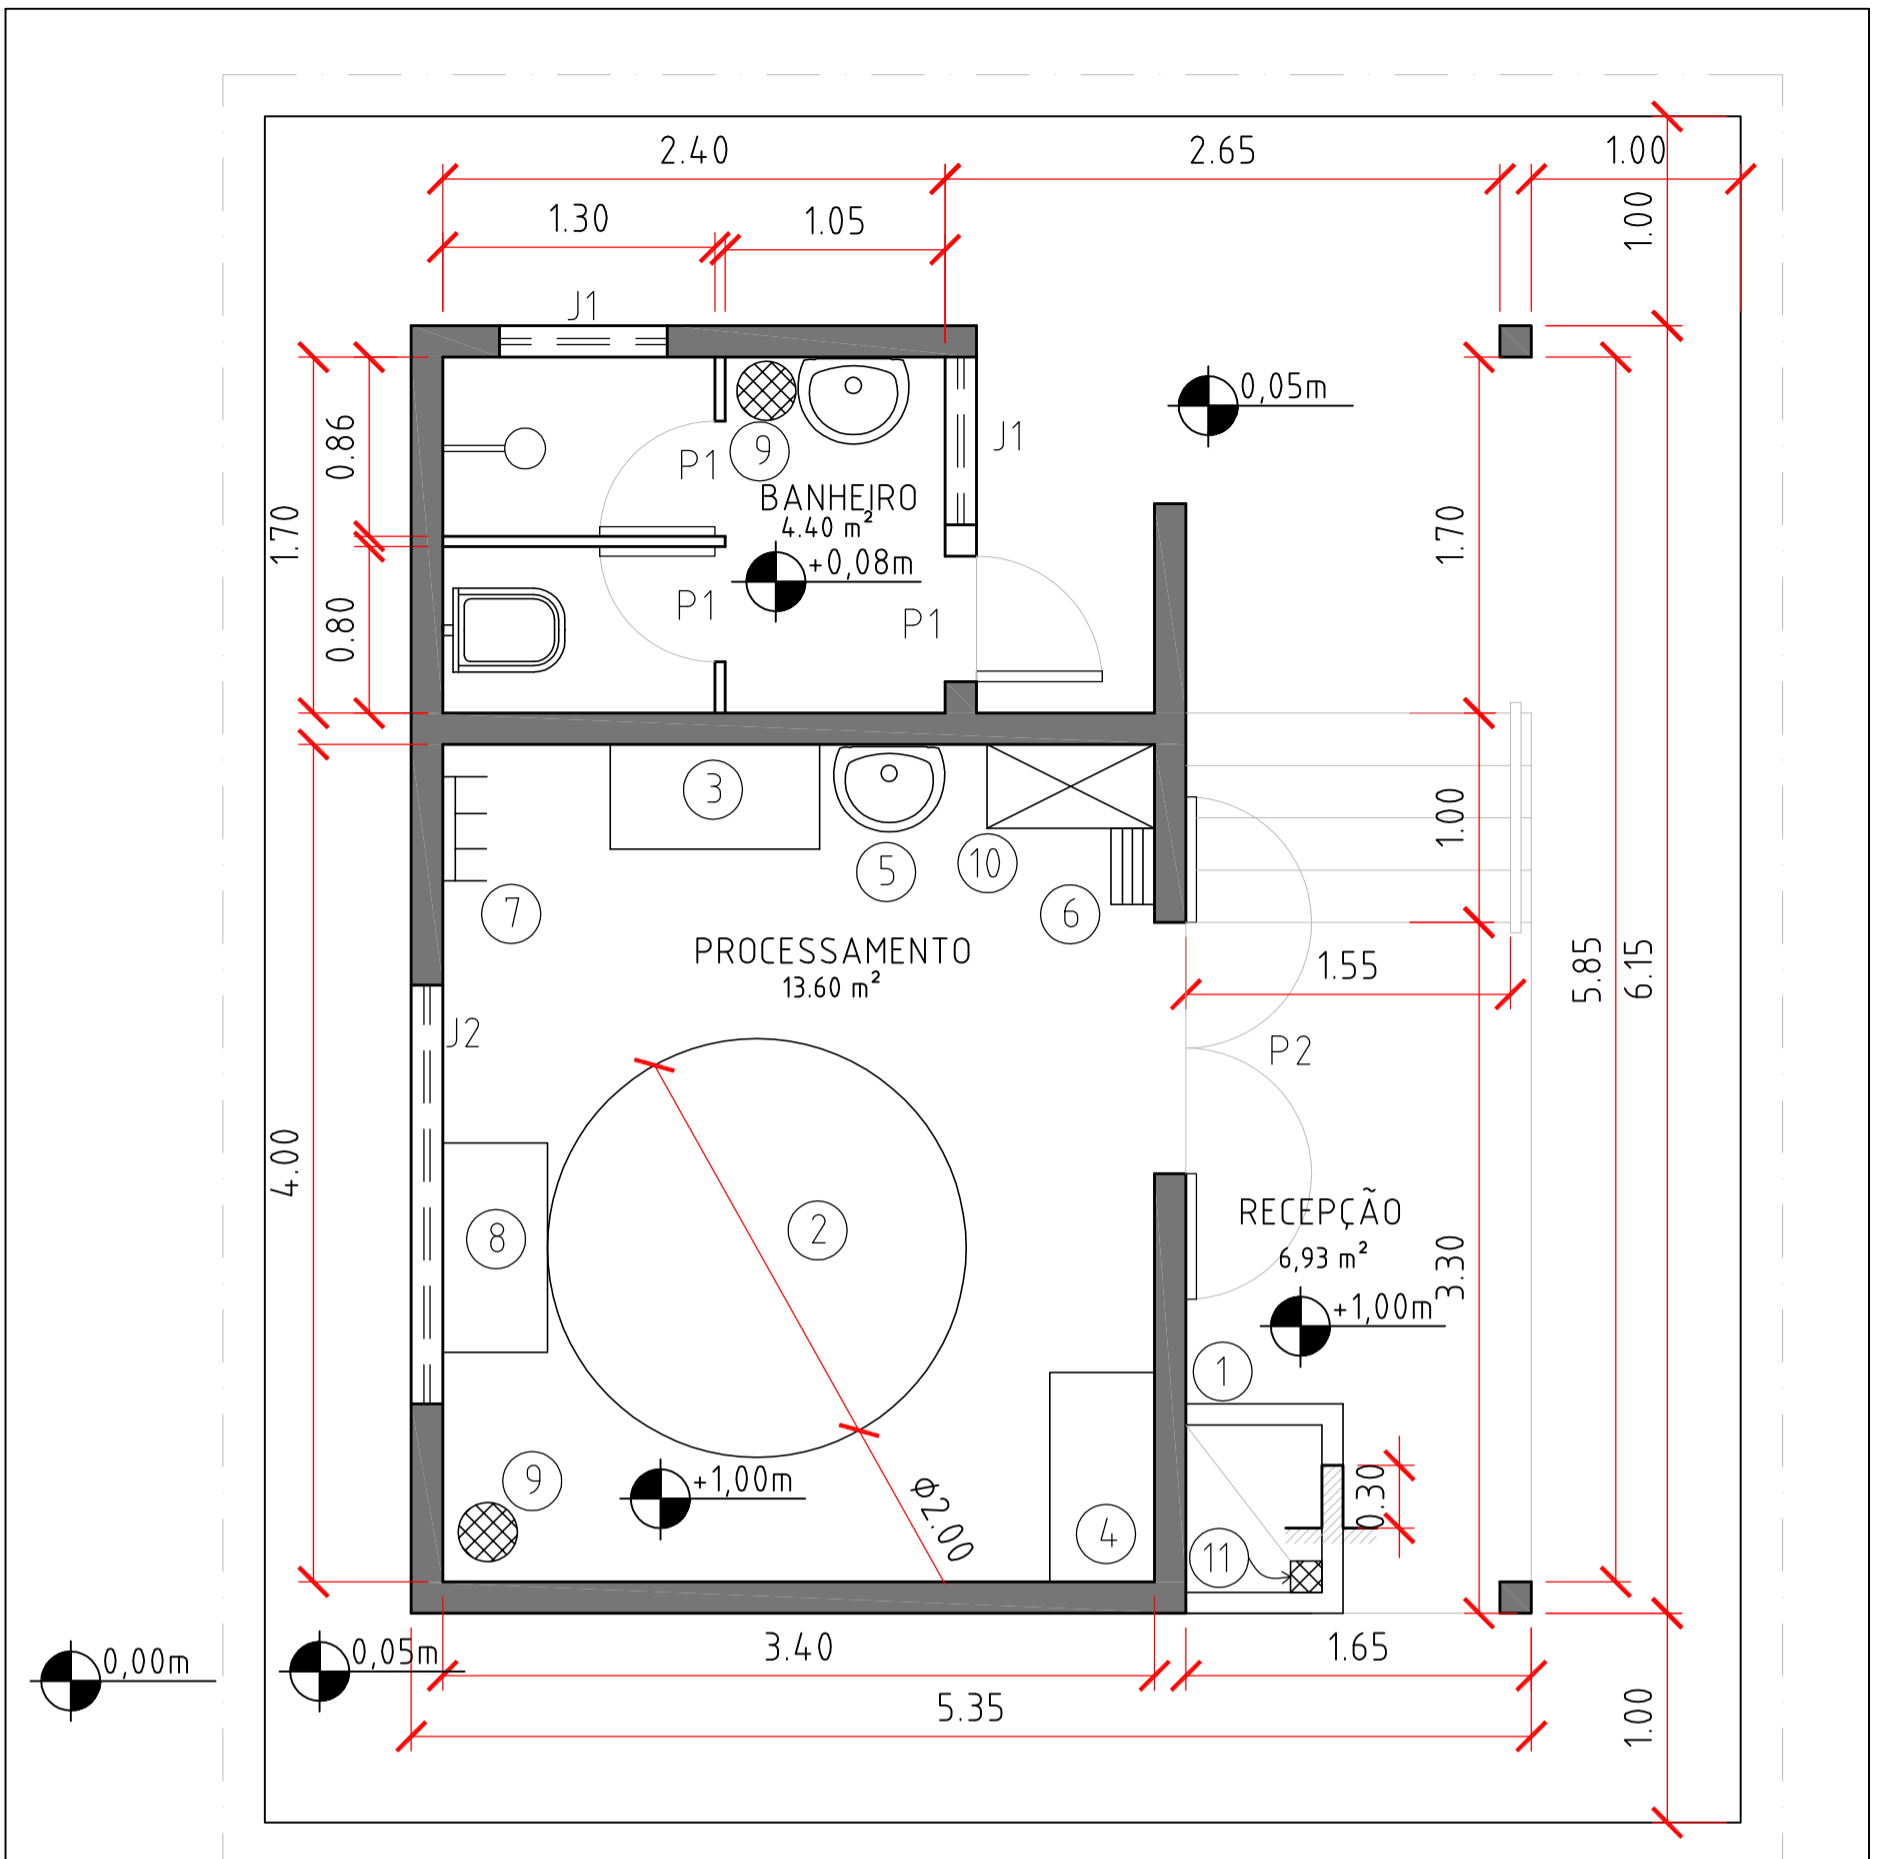 2.40
2.65
1.00
1.30
1.05
1.00
J1
0,05m
0.86
P1
9
J1
BANHEIRO
4.40 m²
1.70
1.70
+0,08m
0.80
P1
P1
3
1.00
5
10
7
6
PROCESSAMENTO
13.60 m²
1.55
5.85
6.15
J2
P2
4.00
RECEPÇÃO
6,93 m²
8
2
3.30
+1,00m
1
9
+1,00m
0.30
ϕ2.00
4
11
0,00m
0,05m
3.40
1.65
5.35
1.00